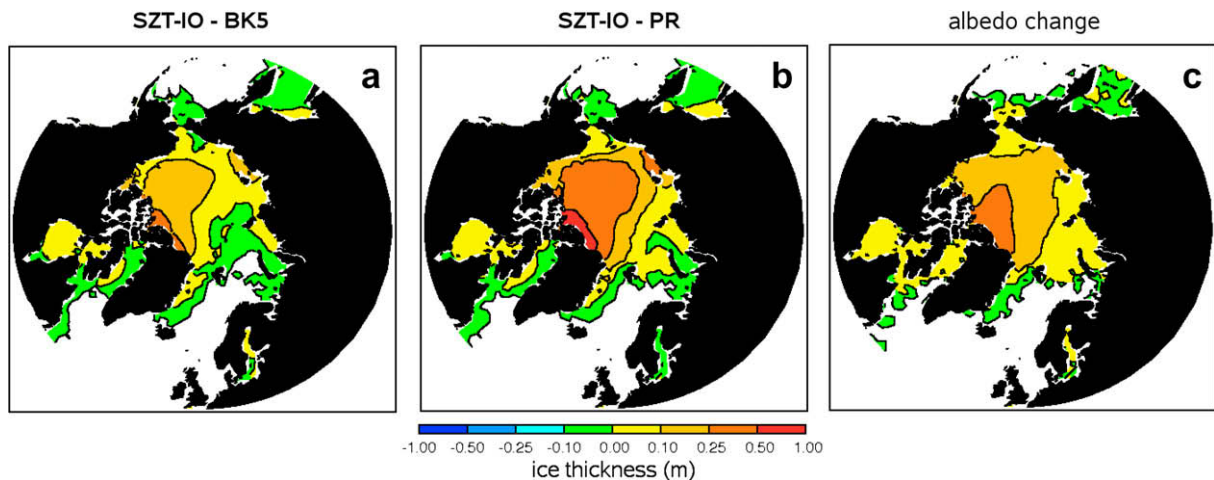 SZT-IO - BK5
SZT-IO - PR
albedo change
a
b
c
-1.00 -0.50 -0.25 -0.10 0.00 0.10 0.25 0.50 1.00
ice thickness (m)